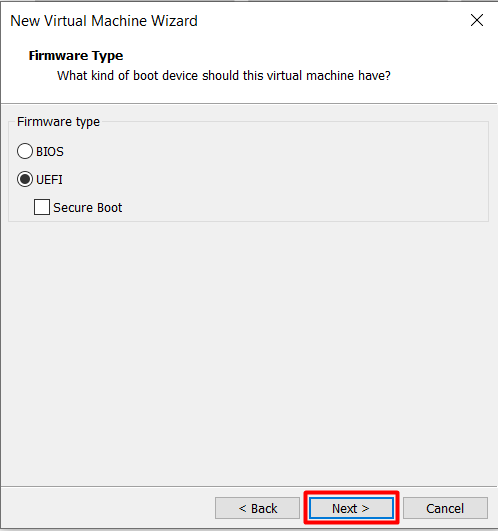 New Virtual Machine Wizard
Firmware Type
What kind of boot device should this virtual machine have?
Firmware type
BIOS
UEFI
Secure Boot
< Back Next > Cancel